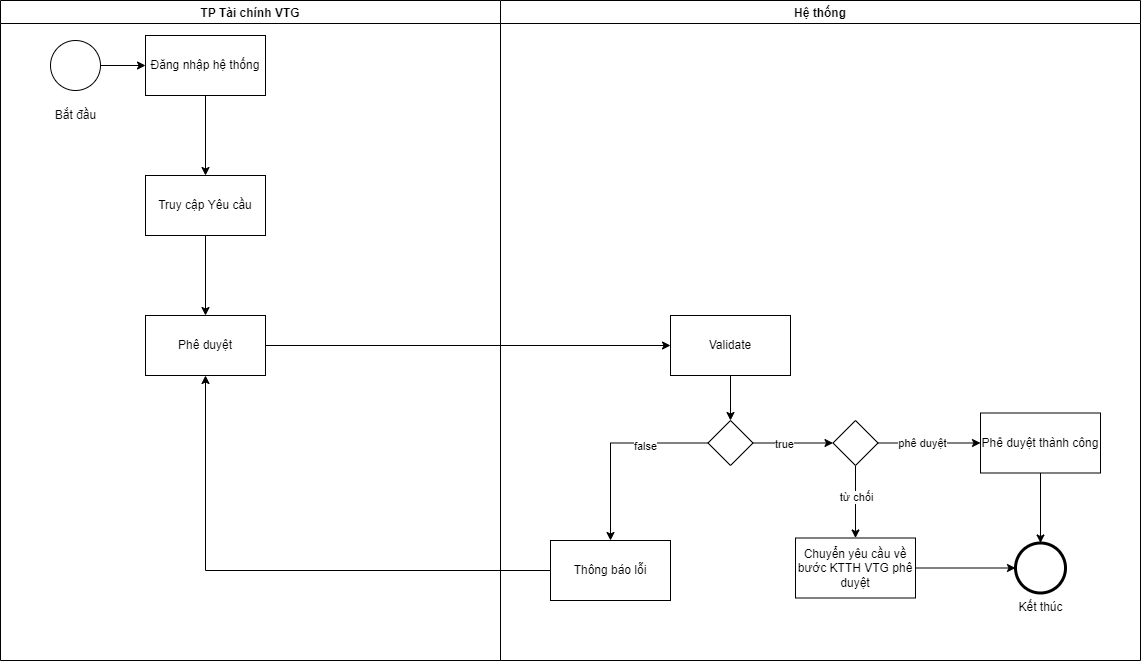 TP Tài chính VTG
Hệ thống
Đăng nhập hệ thống
Bắt đầu
Truy cập Yêu cầu
Phê duyệt
Validate
false
true
phê duyệt
Phê duyệt thành công
từ chối
Thông báo lỗi
Chuyển yêu cầu về
bước KTTH VTG phê
duyệt
Kết thúc